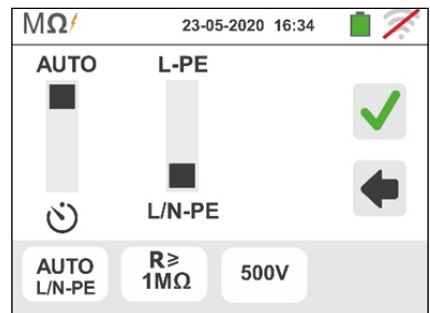 MΩ 23-05-2020 16:34
AUTO L-PE
L/N-PE
AUTO
L/N-PE
R≥
1MΩ
500V